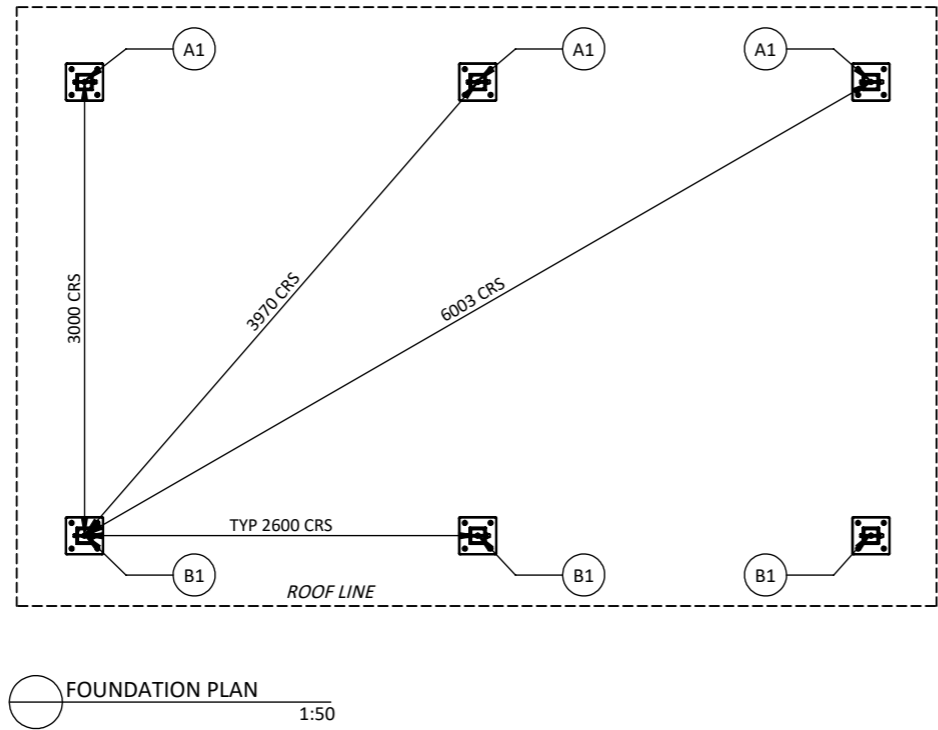 A1
A1
A1
3000 CRS
3970 CRS
6003 CRS
TYP 2600 CRS
B1
B1
B1
ROOF LINE
FOUNDATION PLAN
1:50